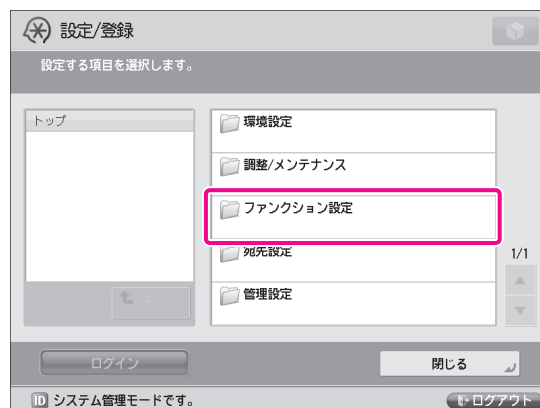 設定/登録
設定する項目を選択します。
トップ
環境設定
調整/メンテナンス
ファンクション設定
宛先設定
1/1
管理設定
上へ
ログイン
閉じる
ID システム管理モードです。
ログアウト